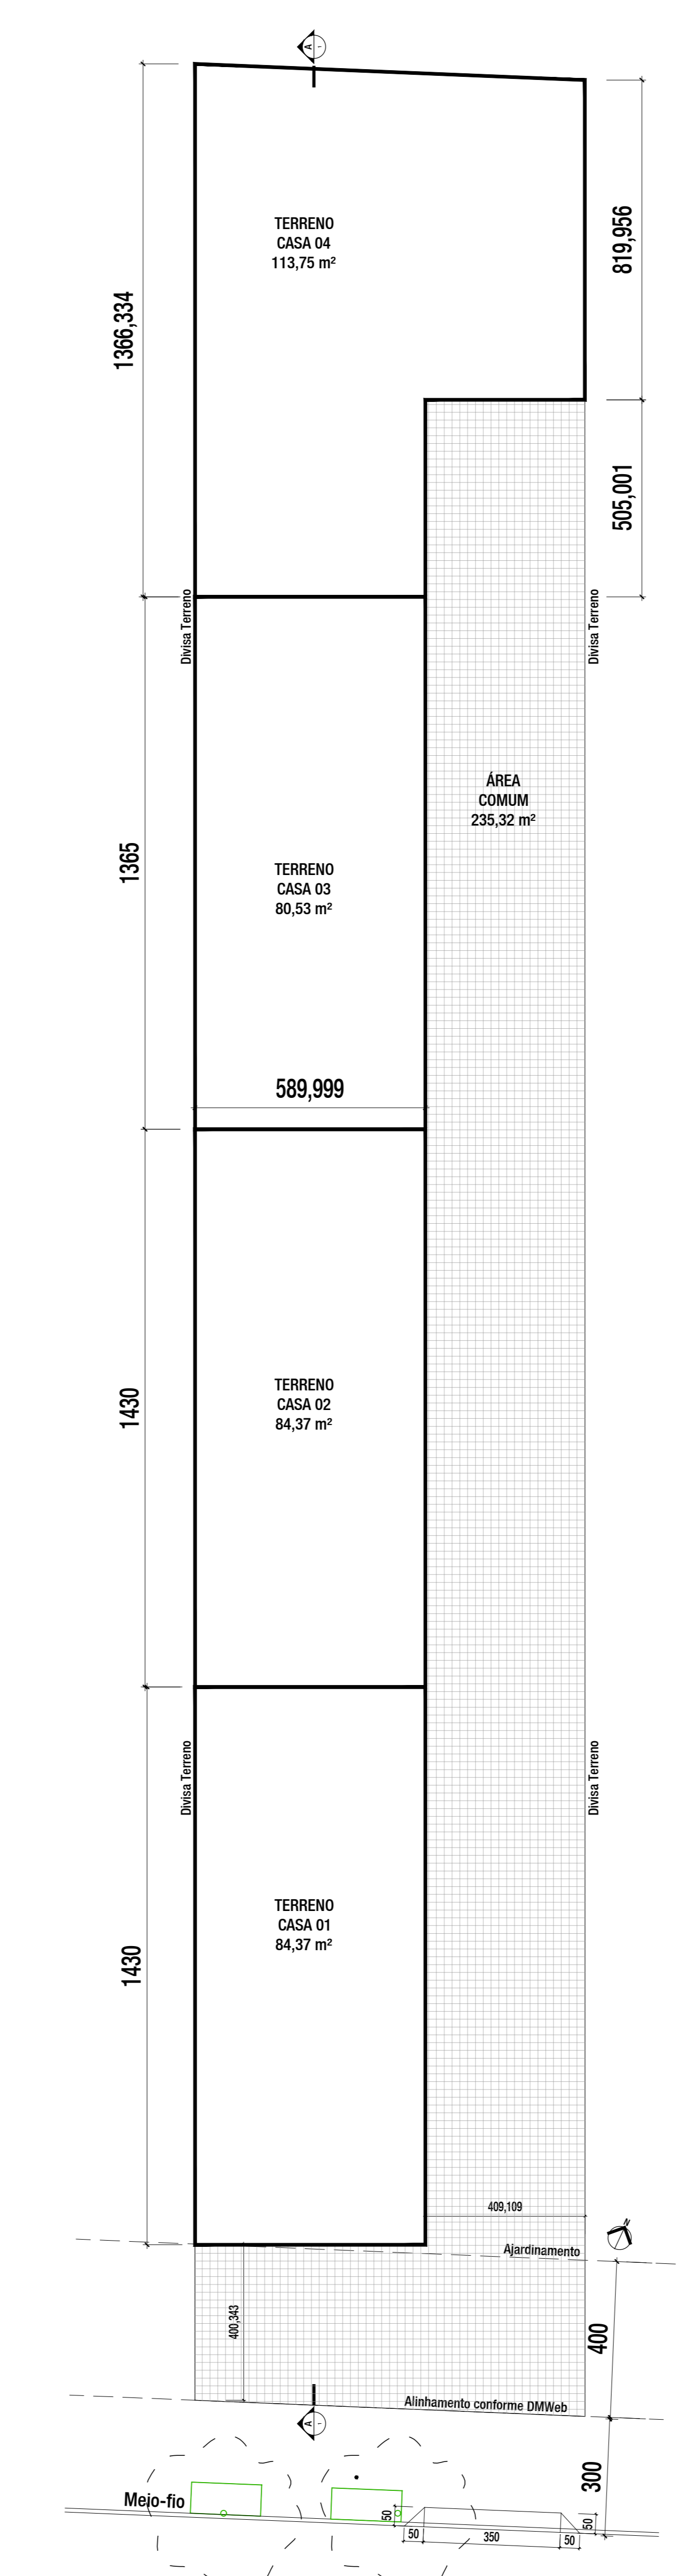 A
TERRENO
CASA 04
113,75 m²
819,956
1366,334
505,001
Divisa Terreno
Divisa Terreno
ÁREA
COMUM
235,32 m²
1365
TERRENO
CASA 03
80,53 m²
589,999
1430
TERRENO
CASA 02
84,37 m²
Divisa Terreno
Divisa Terreno
TERRENO
CASA 01
84,37 m²
1430
409,109
N
Ajardinamento
400,343
400
Alinhamento conforme DMWeb
A
300
Meio-fio
50
50
50
350
50